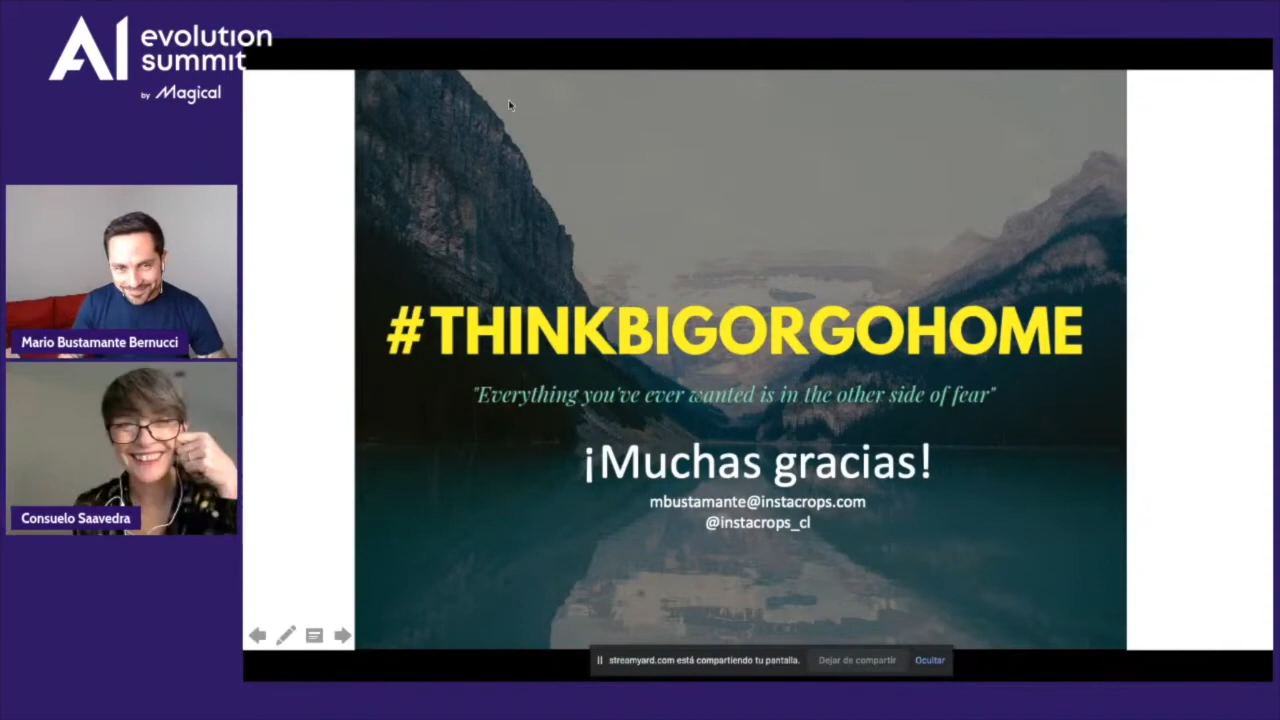 AI evolution
summit
by Magical
Mario Bustamante Bernucci
Consuelo Saavedra
#THINKBIGORGOHOME
"Everything you've ever wanted is in the other side of fear"
¡Muchas gracias!
mbustamante@instacrops.com
@instacrops_cl
streamyard.com está compartiendo tu pantalla. Dejar de compartir Ocultar